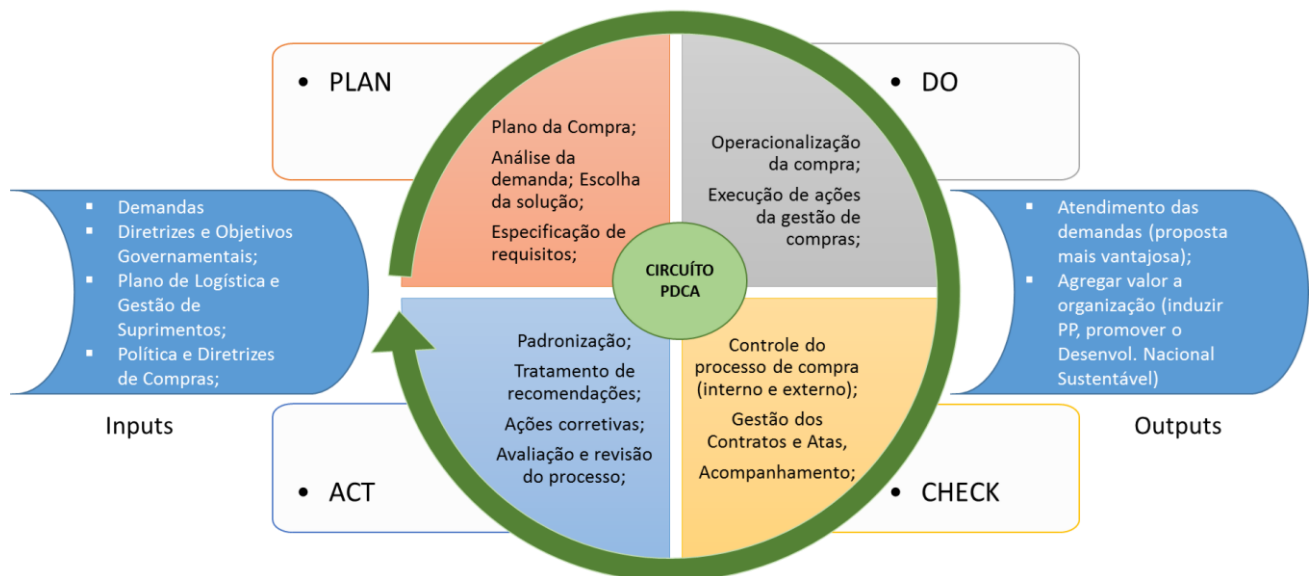 • PLAN
Plano da Compra;
Análise da
demanda; Escolha
da solução;
Especificação de
requisitos;
• DO
Operacionalização
da compra;
Execução de ações
da gestão de
compras;
▪ Demandas
▪ Diretrizes e Objetivos
Governamentais;
▪ Plano de Logística e
Gestão de
Suprimentos;
▪ Política e Diretrizes
de Compras;
Inputs
CIRCUÍTO
PDCA
▪ Atendimento das
demandas (proposta
mais vantajosa);
▪ Agregar valor a
organização (induzir
PP, promover o
Desenvol. Nacional
Sustentável)
Outputs
• ACT
Padronização;
Tratamento de
recomendações;
Ações corretivas;
Avaliação e revisão
do processo;
• CHECK
Controle do
processo de compra
(interno e externo);
Gestão dos
Contratos e Atas,
Acompanhamento;